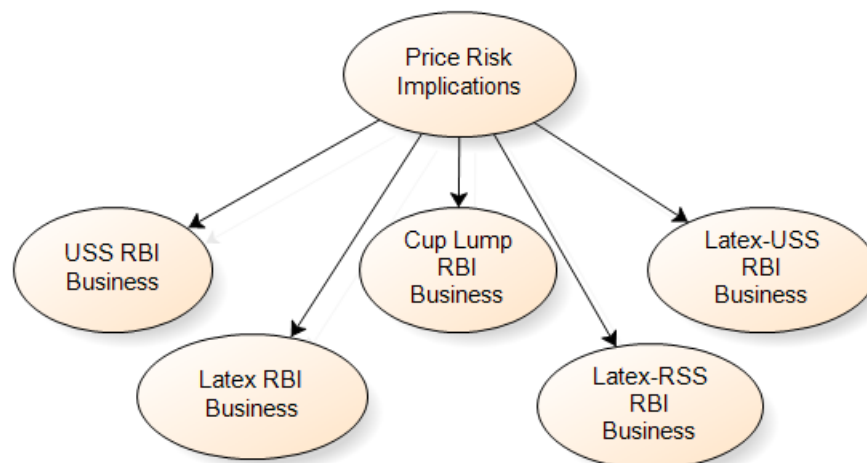 Price Risk
Implications
USS RBI
Business
Cup Lump
RBI
Business
Latex-USS
RBI
Business
Latex RBI
Business
Latex-RSS
RBI
Business